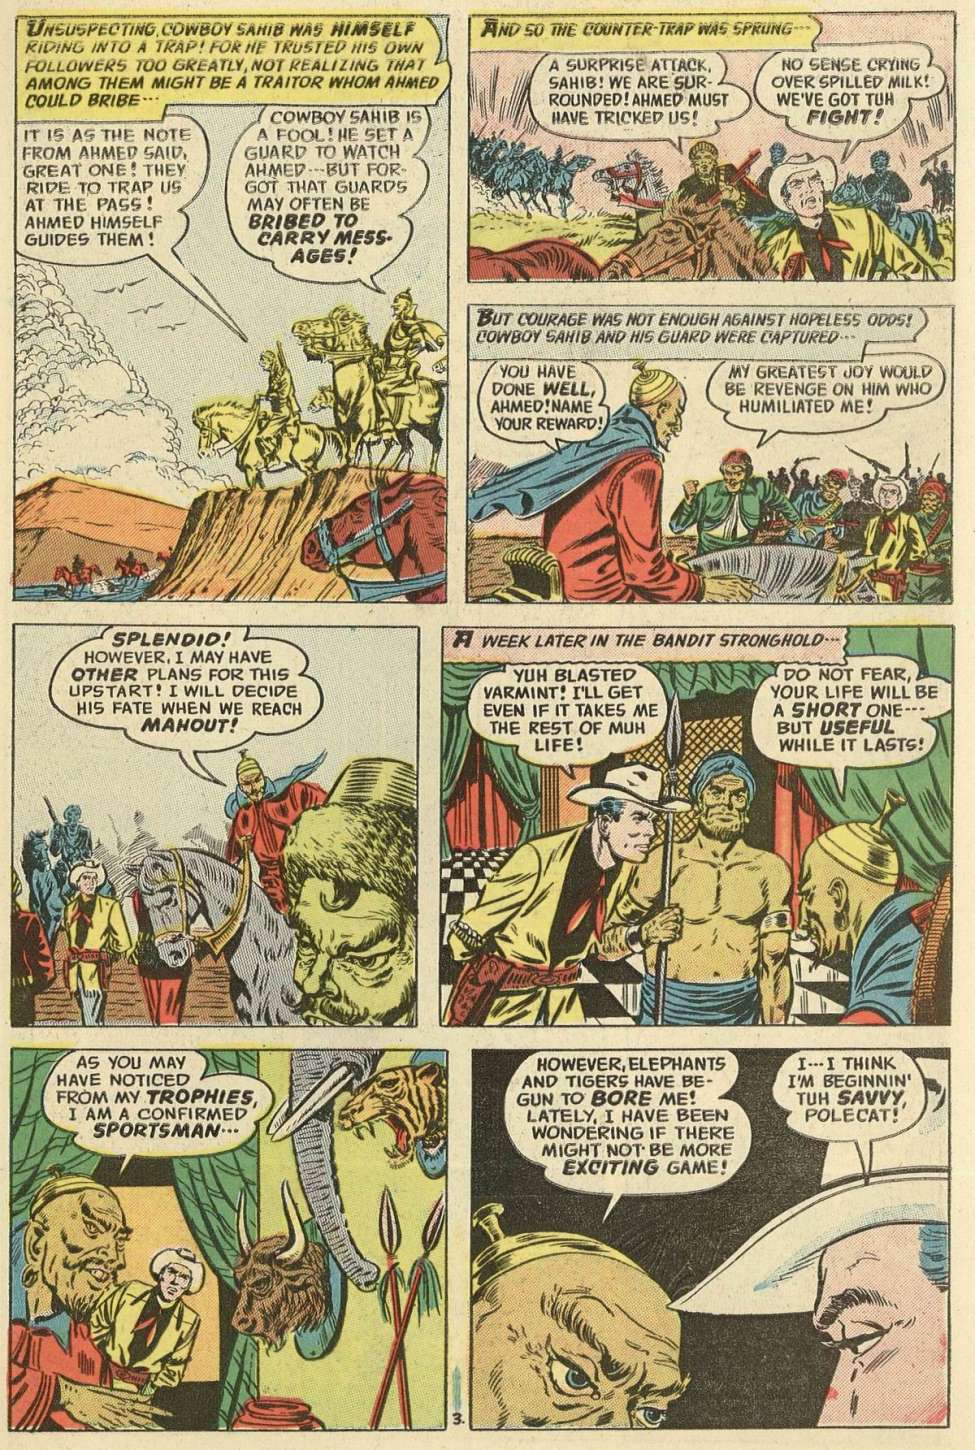 UNSUSPECTING, COWBOY SAHIB WAS HIMSELF
RIDING INTO A TRAP! FOR HE TRUSTED HIS OWN
FOLLOWERS TOO GREATLY, NOT REALIZING THAT
AMONG THEM MIGHT BE A TRAITOR WHOM AHMED
COULD BRIBE---
IT IS AS THE NOTE
FROM AHMED SAID,
GREAT ONE! THEY
RIDE TO TRAP US
AT THE PASS!
AHMED HIMSELF
GUIDES THEM!
COWBOY SAHIB IS
A FOOL! HE SET A
GUARD TO WATCH
AHMED---BUT FOR-
GOT THAT GUARDS
MAY OFTEN BE
BRIBED TO
CARRY MESS-
AGES!
AND SO THE COUNTER-TRAP WAS SPRUNG---
A SURPRISE ATTACK,
SAHIB! WE ARE SUR-
ROUNDED! AHMED MUST
HAVE TRICKED US!
NO SENSE CRYING
OVER SPILLED MILK!
WE'VE GOT TUH
FIGHT!
BUT COURAGE WAS NOT ENOUGH AGAINST HOPELESS ODDS!
COWBOY SAHIB AND HIS GUARD WERE CAPTURED---
YOU HAVE
DONE WELL,
AHMED! NAME
YOUR REWARD!
MY GREATEST JOY WOULD
BE REVENGE ON HIM WHO
HUMILIATED ME!
SPLENDID!
HOWEVER, I MAY HAVE
OTHER PLANS FOR THIS
UPSTART! I WILL DECIDE
HIS FATE WHEN WE REACH
MAHOUT!
A WEEK LATER IN THE BANDIT STRONGHOLD---
YUH BLASTED
VARMINT! I'LL GET
EVEN IF IT TAKES ME
THE REST OF MUH
LIFE!
DO NOT FEAR,
YOUR LIFE WILL BE
A SHORT ONE---
BUT USEFUL
WHILE IT LASTS!
AS YOU MAY
HAVE NOTICED
FROM MY TROPHIES,
I AM A CONFIRMED
SPORTSMAN---
HOWEVER, ELEPHANTS
AND TIGERS HAVE BE-
GUN TO BORE ME!
LATELY, I HAVE BEEN
WONDERING IF THERE
MIGHT NOT BE MORE
EXCITING GAME!
I---I THINK
I'M BEGINNIN'
TUH SAVVY,
POLECAT!
3.